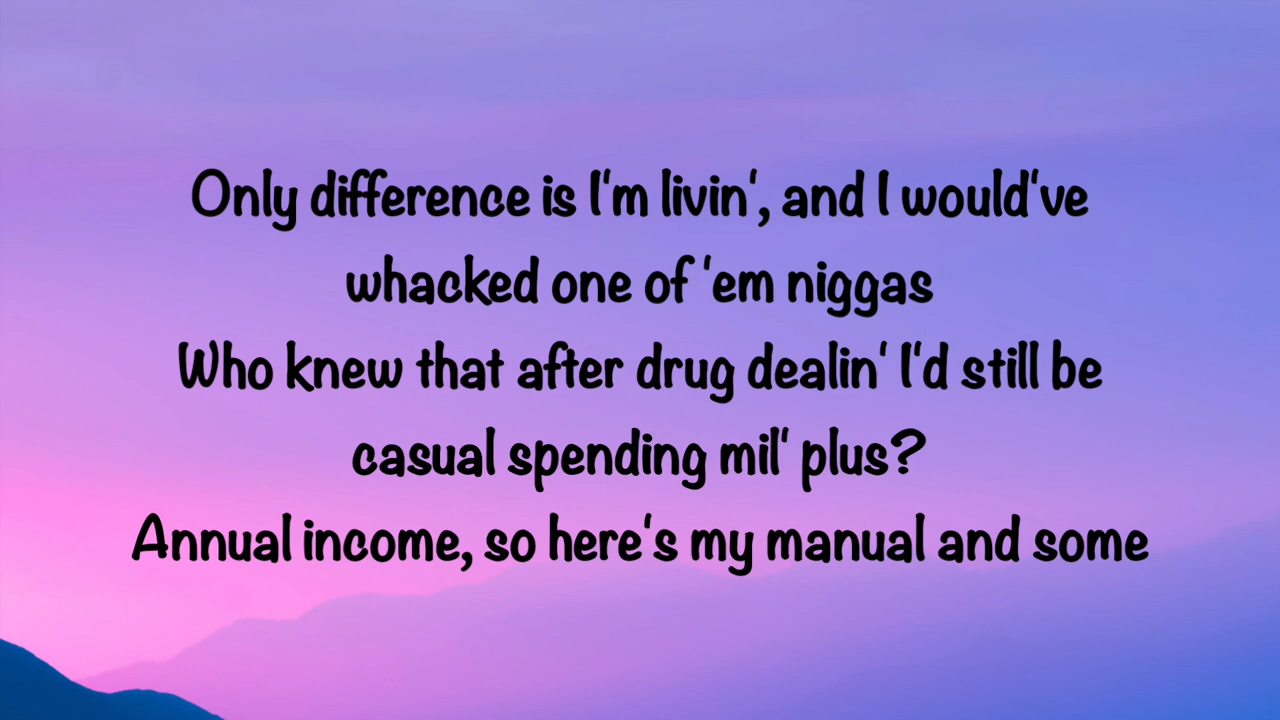 Only difference is I'm livin', and I would've
whacked one of 'em niggas
Who knew that after drug dealin' I'd still be
casual spending mil' plus?
Annual income, so here's my manual and some